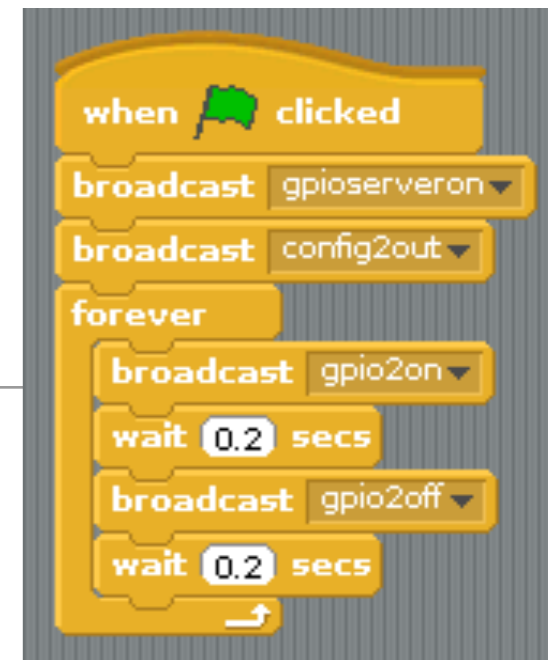 when clicked
broadcast gpioserveron
broadcast config2out
forever
broadcast gpio2on
wait 0.2 secs
broadcast gpio2off
wait 0.2 secs